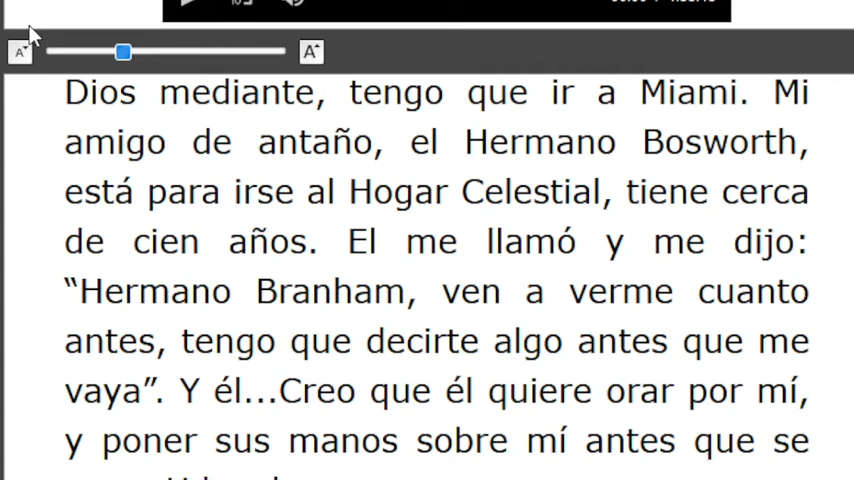 A
A
Dios mediante, tengo que ir a Miami. Mi
amigo de antaño, el Hermano Bosworth,
está para irse al Hogar Celestial, tiene cerca
de cien años. El me llamó y me dijo:
“Hermano Branham, ven a verme cuanto
antes, tengo que decirte algo antes que me
vaya”. Y él...Creo que él quiere orar por mí,
y poner sus manos sobre mí antes que se